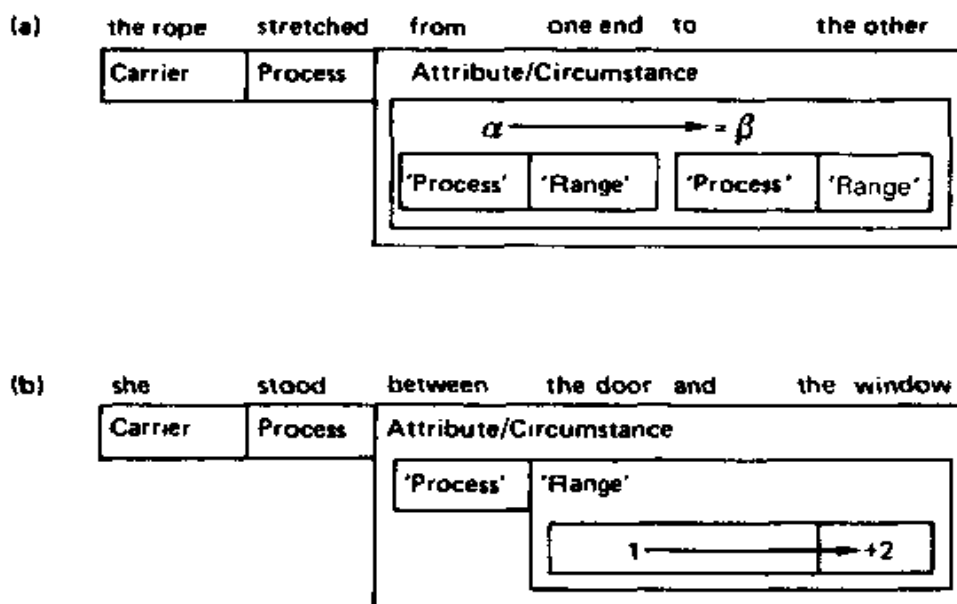 (a) the rope stretched from one end to the other
Carrier Process Attribute/Circumstance
α = β
'Process' 'Range' 'Process' 'Range'
(b) she stood between the door and the window
Carrier Process Attribute/Circumstance
'Process' 'Range'
1 +2